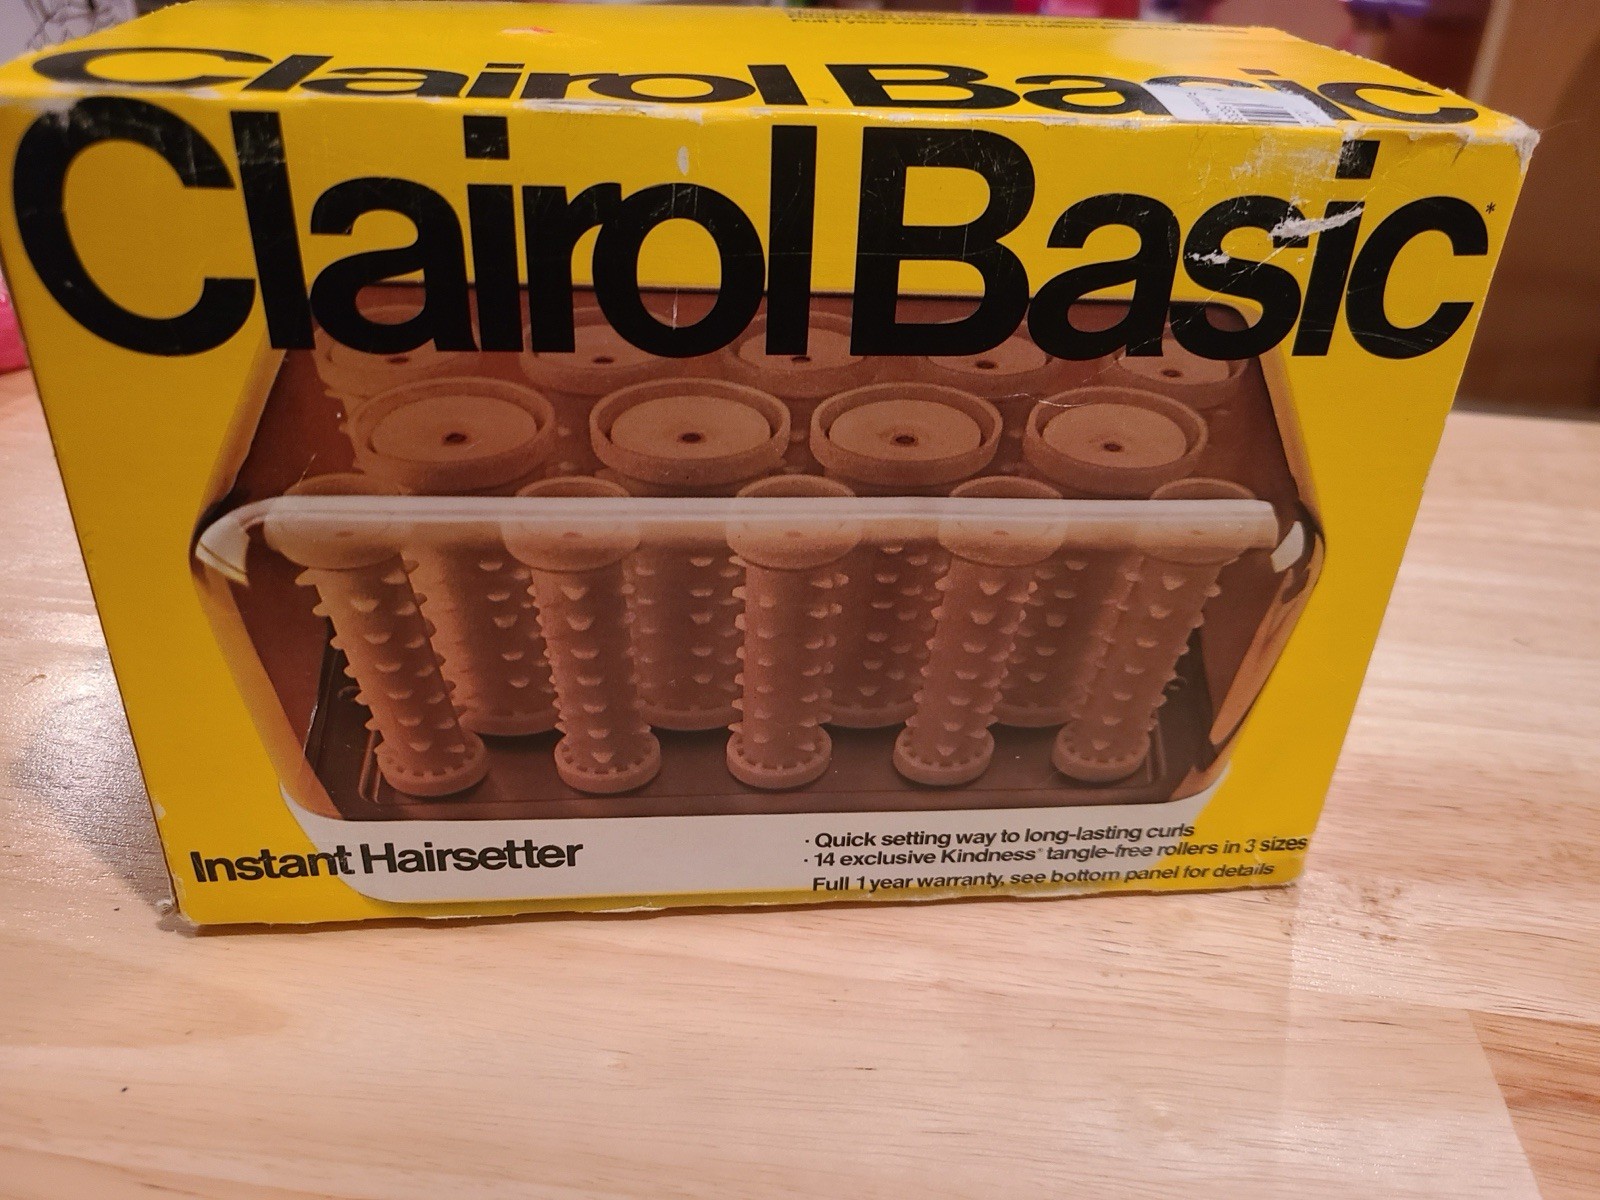 Clairol Basic
Clairol Basic*
Instant Hairsetter
· Quick setting way to long-lasting curls
· 14 exclusive Kindness* tangle-free rollers in 3 sizes
Full 1 year warranty, see bottom panel for details